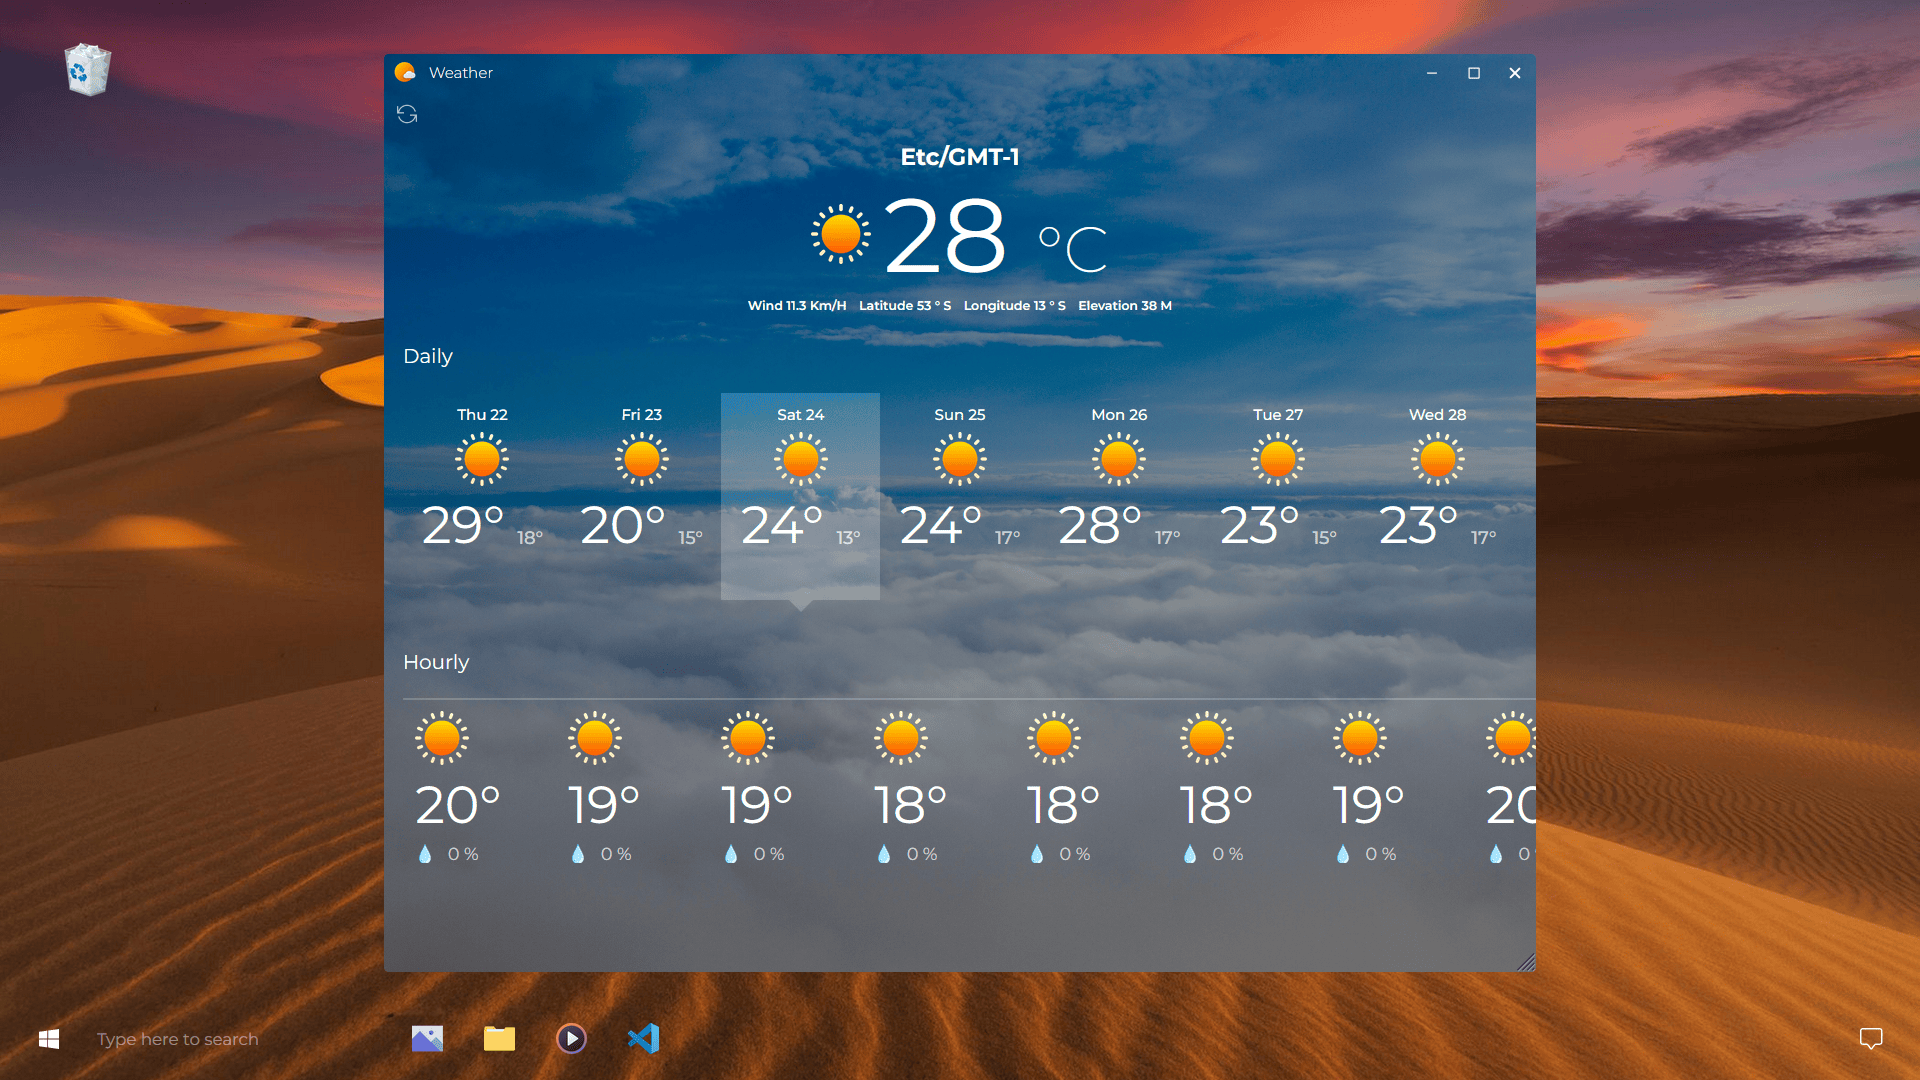 Weather
Etc/GMT-1
28 °C
Wind 11.3 Km/H Latitude 53 ° S Longitude 13 ° S Elevation 38 M
Daily
Thu 22 Fri 23 Sat 24 Sun 25 Mon 26 Tue 27 Wed 28
29° 18° 20° 15° 24° 13° 24° 17° 28° 17° 23° 15° 23° 17°
Hourly
20° 19° 19° 18° 18° 18° 19° 20
0 % 0 % 0 % 0 % 0 % 0 % 0 % 0
Type here to search